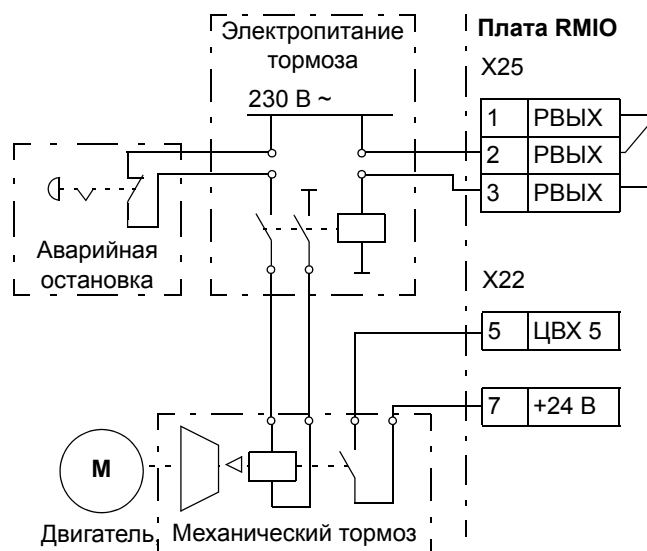 Электропитание
тормоза
230 В ~
Плата RMIO
X25
1 РВЫХ
2 РВЫХ
3 РВЫХ
Аварийная
остановка
X22
5 ЦВХ 5
7 +24 В
М
Двигатель
Механический тормоз